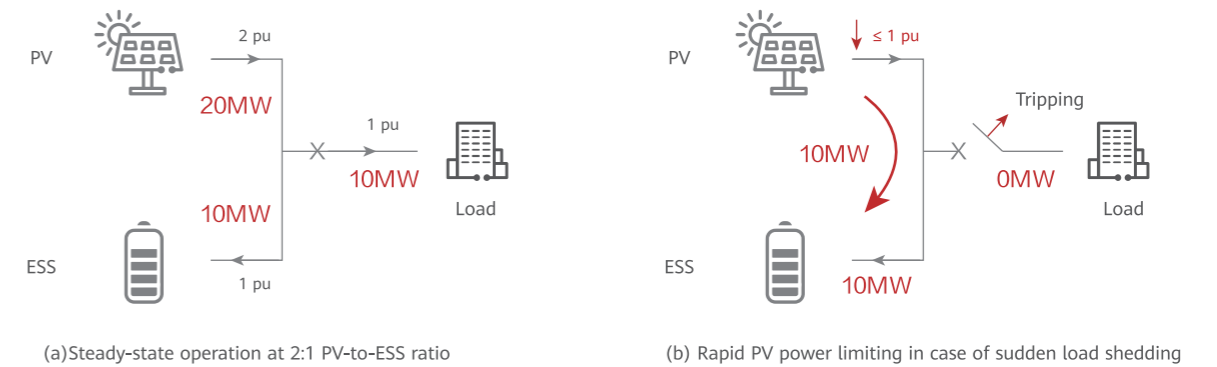 PV
2 pu
20MW
1 pu
10MW
Load
10MW
ESS
1 pu
(a)Steady-state operation at 2:1 PV-to-ESS ratio
PV
≤ 1 pu
Tripping
10MW
0MW
Load
ESS
10MW
(b) Rapid PV power limiting in case of sudden load shedding